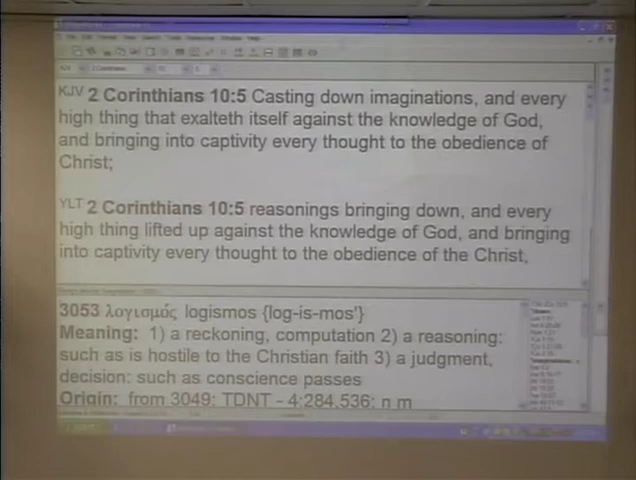 KJV 2 Corinthians 10:5 Casting down imaginations, and every
high thing that exalteth itself against the knowledge of God,
and bringing into captivity every thought to the obedience of
Christ;
YLT 2 Corinthians 10:5 reasonings bringing down, and every
high thing lifted up against the knowledge of God, and bringing
into captivity every thought to the obedience of the Christ,
3053 λογισμός logismos {log-is-mos'}
Meaning: 1) a reckoning, computation 2) a reasoning:
such as is hostile to the Christian faith 3) a judgment,
decision: such as conscience passes
Origin: from 3049; TDNT - 4:284,536; n m